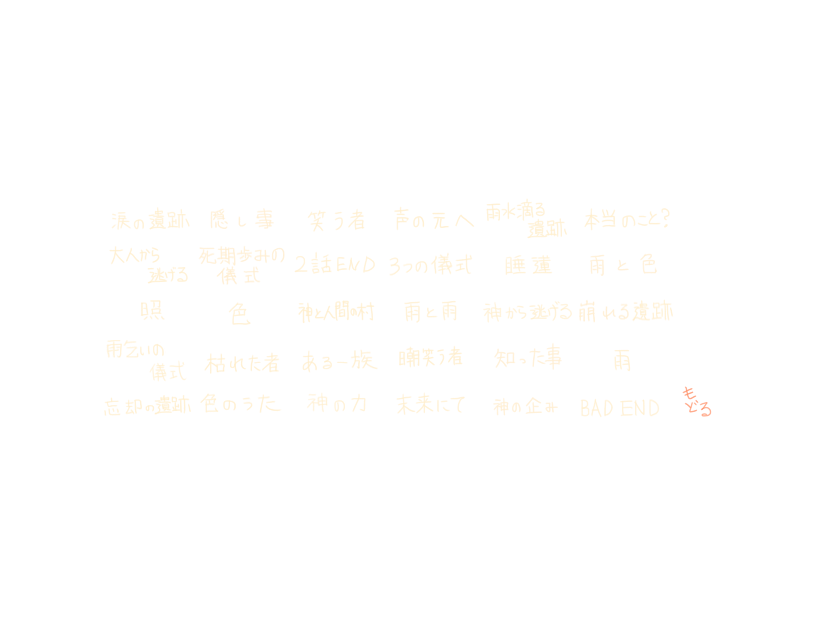 涙の遺跡 隠し事 笑う者 声の元へ 雨水滴る遺跡 本当のこと?
大人から逃げる 死期歩みの儀式 2話END 3つの儀式 睡蓮 雨と色
照 色 神と人間の村 雨と雨 神から逃げる 崩れる遺跡
雨乞いの儀式 枯れた者 ある一族 嘲笑う者 知った事 雨
忘却の遺跡 色のうた 神の力 未来にて 神の企み BAD END もどる